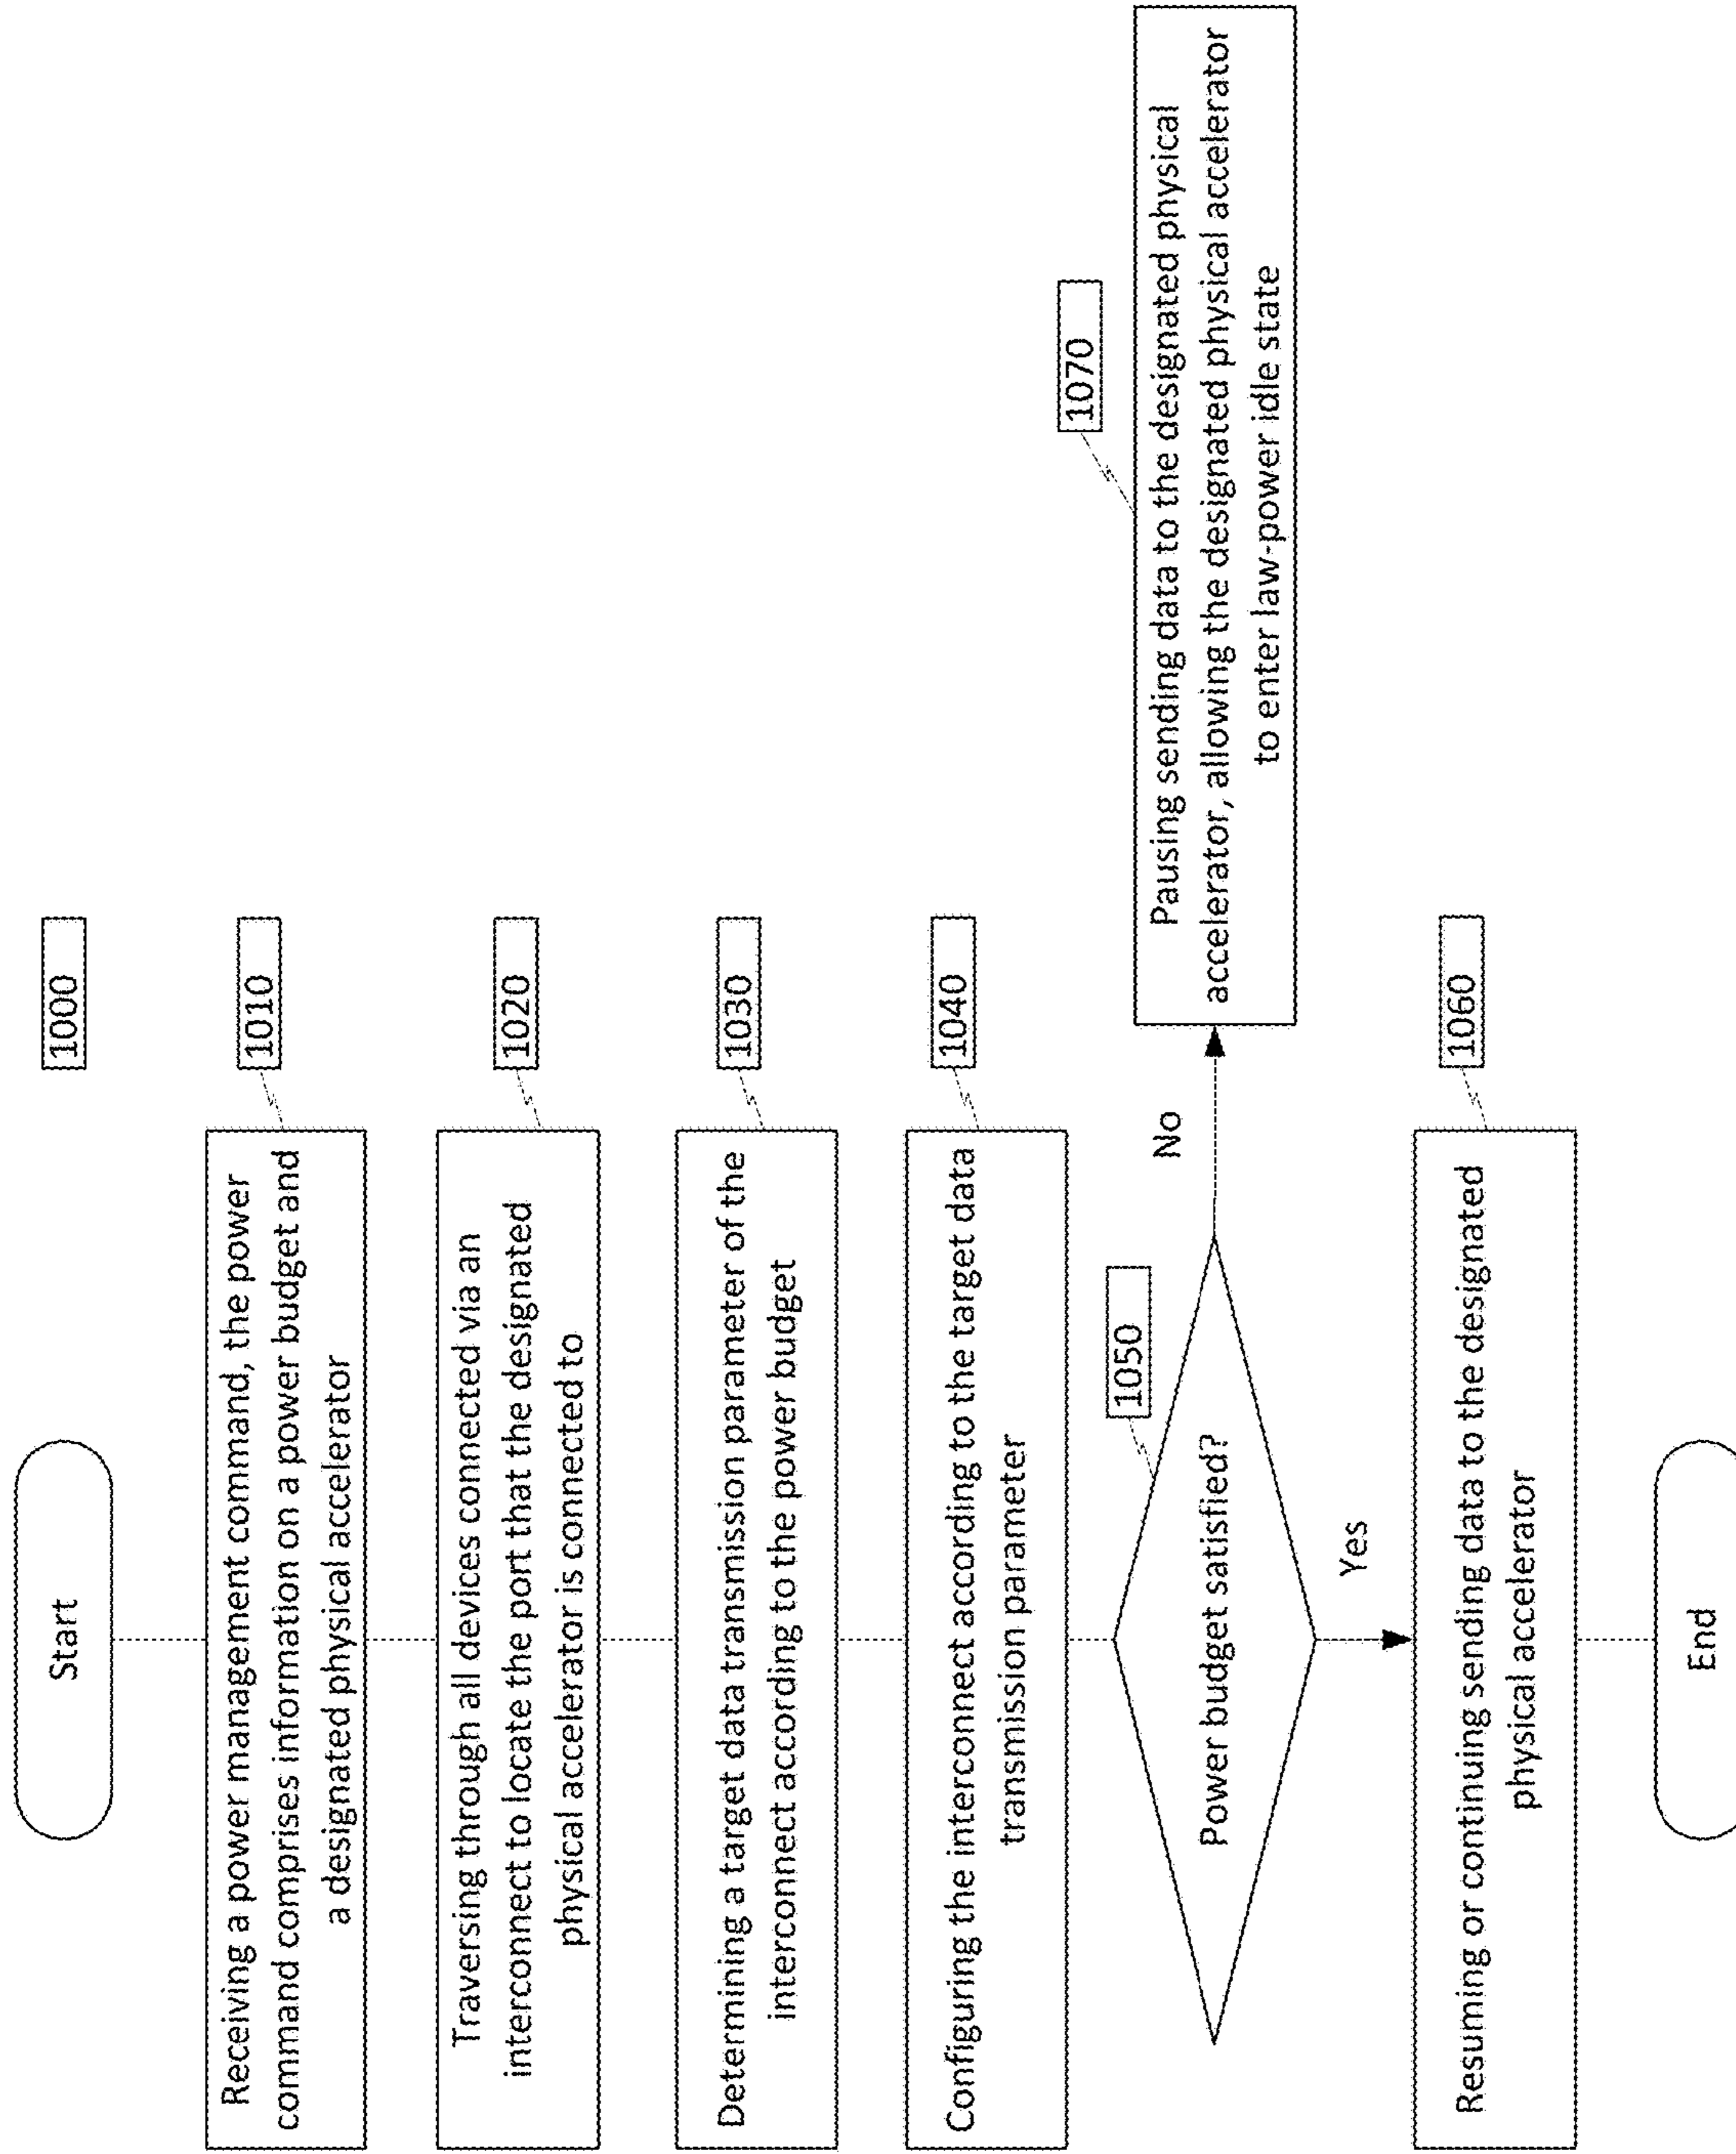 Start
1000
Receiving a power management command, the power
command comprises information on a power budget and
a designated physical accelerator
1010
Traversing through all devices connected via an
interconnect to locate the port that the designated
physical accelerator is connected to
1020
Determining a target data transmission parameter of the
interconnect according to the power budget
1030
Configuring the interconnect according to the target data
transmission parameter
1040
Power budget satisfied?
1050
No
Pausing sending data to the designated physical
accelerator, allowing the designated physical accelerator
to enter law-power idle state
1070
Yes
Resuming or continuing sending data to the designated
physical accelerator
1060
End